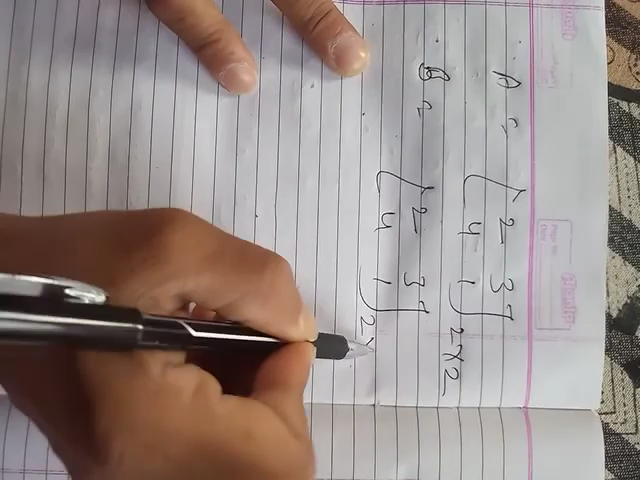 A = [ 2 3 ]
[ 4 1 ] 2x2
B = [ 2 3 ]
[ 4 1 ] 2x